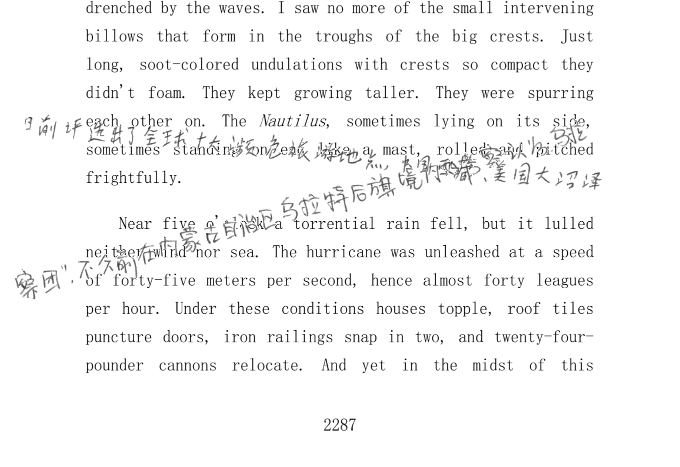 drenched by the waves. I saw no more of the small intervening
billows that form in the troughs of the big crests. Just
long, soot-colored undulations with crests so compact they
didn't foam. They kept growing taller. They were spurring
each other on. The Nautilus, sometimes lying on its side,
日前评选出了全球十大
旅游地点
sometimes standing on end like a mast, rolled and pitched
frightfully.
美国大沼泽
Near five o'clock a torrential rain fell, but it lulled
neither wind nor sea. The hurricane was unleashed at a speed
察团",不久前在内蒙古自治区乌拉特后旗境内
of forty-five meters per second, hence almost forty leagues
per hour. Under these conditions houses topple, roof tiles
puncture doors, iron railings snap in two, and twenty-four-
pounder cannons relocate. And yet in the midst of this
2287